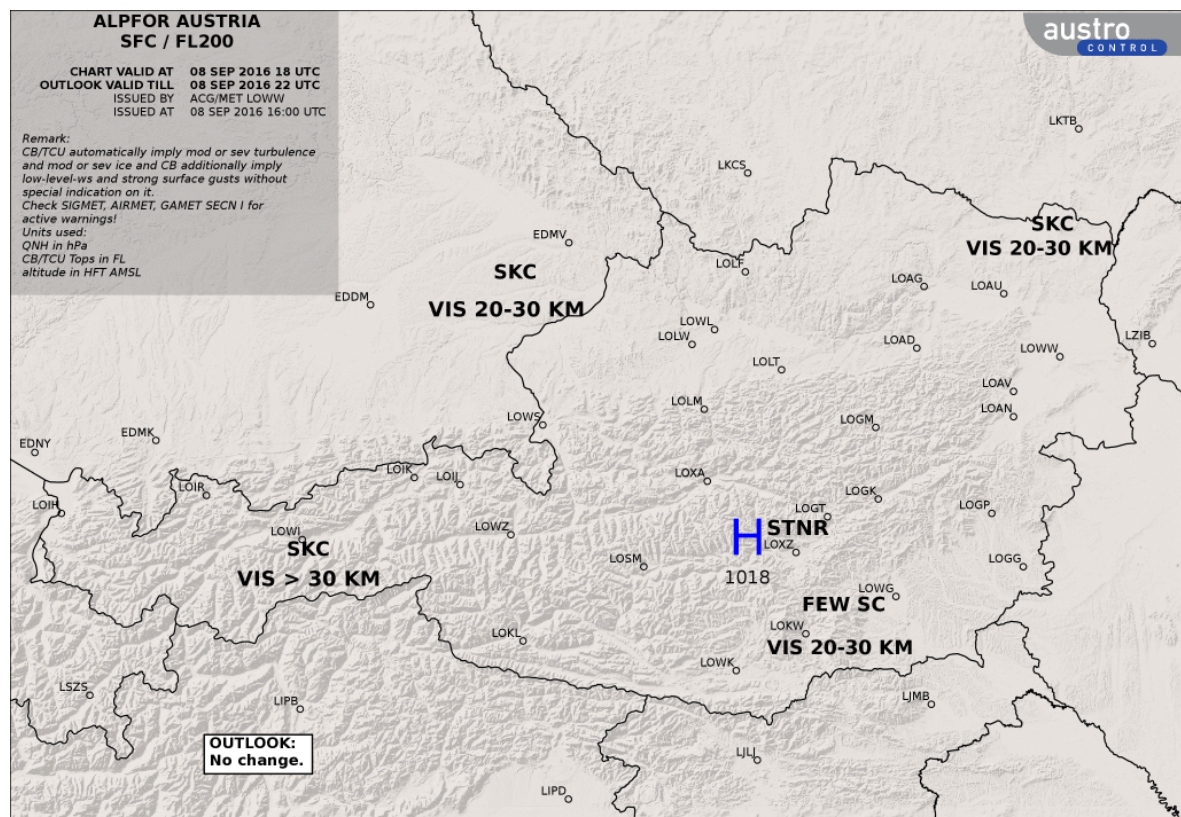 ALPFOR AUSTRIA
SFC / FL200
CHART VALID AT 08 SEP 2016 18 UTC
OUTLOOK VALID TILL 08 SEP 2016 22 UTC
ISSUED BY ACG/MET LOWW
ISSUED AT 08 SEP 2016 16:00 UTC
Remark:
CB/TCU automatically imply mod or sev turbulence
and mod or sev ice and CB additionally imply
low-level-ws and strong surface gusts without
special indication on it.
Check SIGMET, AIRMET, GAMET SECN I for
active warnings!
Units used:
QNH in hPa
CB/TCU Tops in FL
altitude in HFT AMSL
austro
CONTROL
LKTB
LKCS
EDMV
SKC
VIS 20-30 KM
SKC
VIS 20-30 KM
LOLF
LOAG
LOAU
EDDM
LOWL
LOLW
LOAD
LOWW
LZIB
LOLT
LOAV
LOLM
LOAN
LOWS
LOGM
EDNY
EDMK
LOIK
LOIJ
LOXA
LOIR
LOGK
LOIH
LOGP
LOGT
LOWI
LOWZ
H STNR
LOXZ
1018
SKC
VIS > 30 KM
LOSM
LOGG
LOWG
FEW SC
LOKW
VIS 20-30 KM
LOKL
LOWK
LSZS
LIPB
LJMB
OUTLOOK:
No change.
LJLJ
LIPD